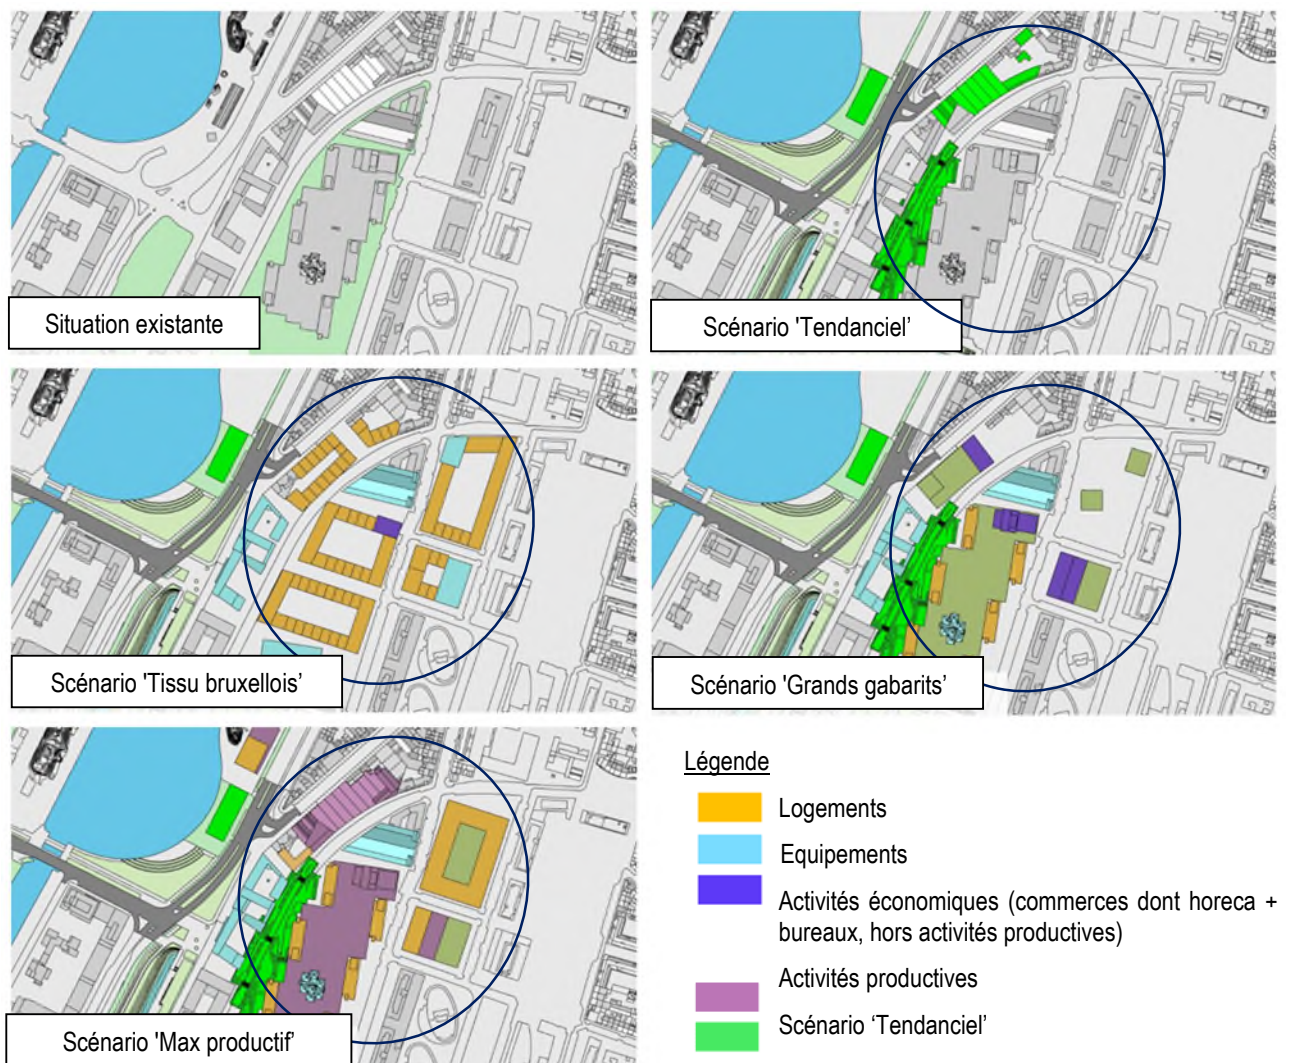 Situation existante
Scénario 'Tendanciel’
Scénario 'Tissu bruxellois’
Scénario 'Grands gabarits’
Scénario 'Max productif’
Légende
Logements
Equipements
Activités économiques (commerces dont horeca +
bureaux, hors activités productives)
Activités productives
Scénario ‘Tendanciel’